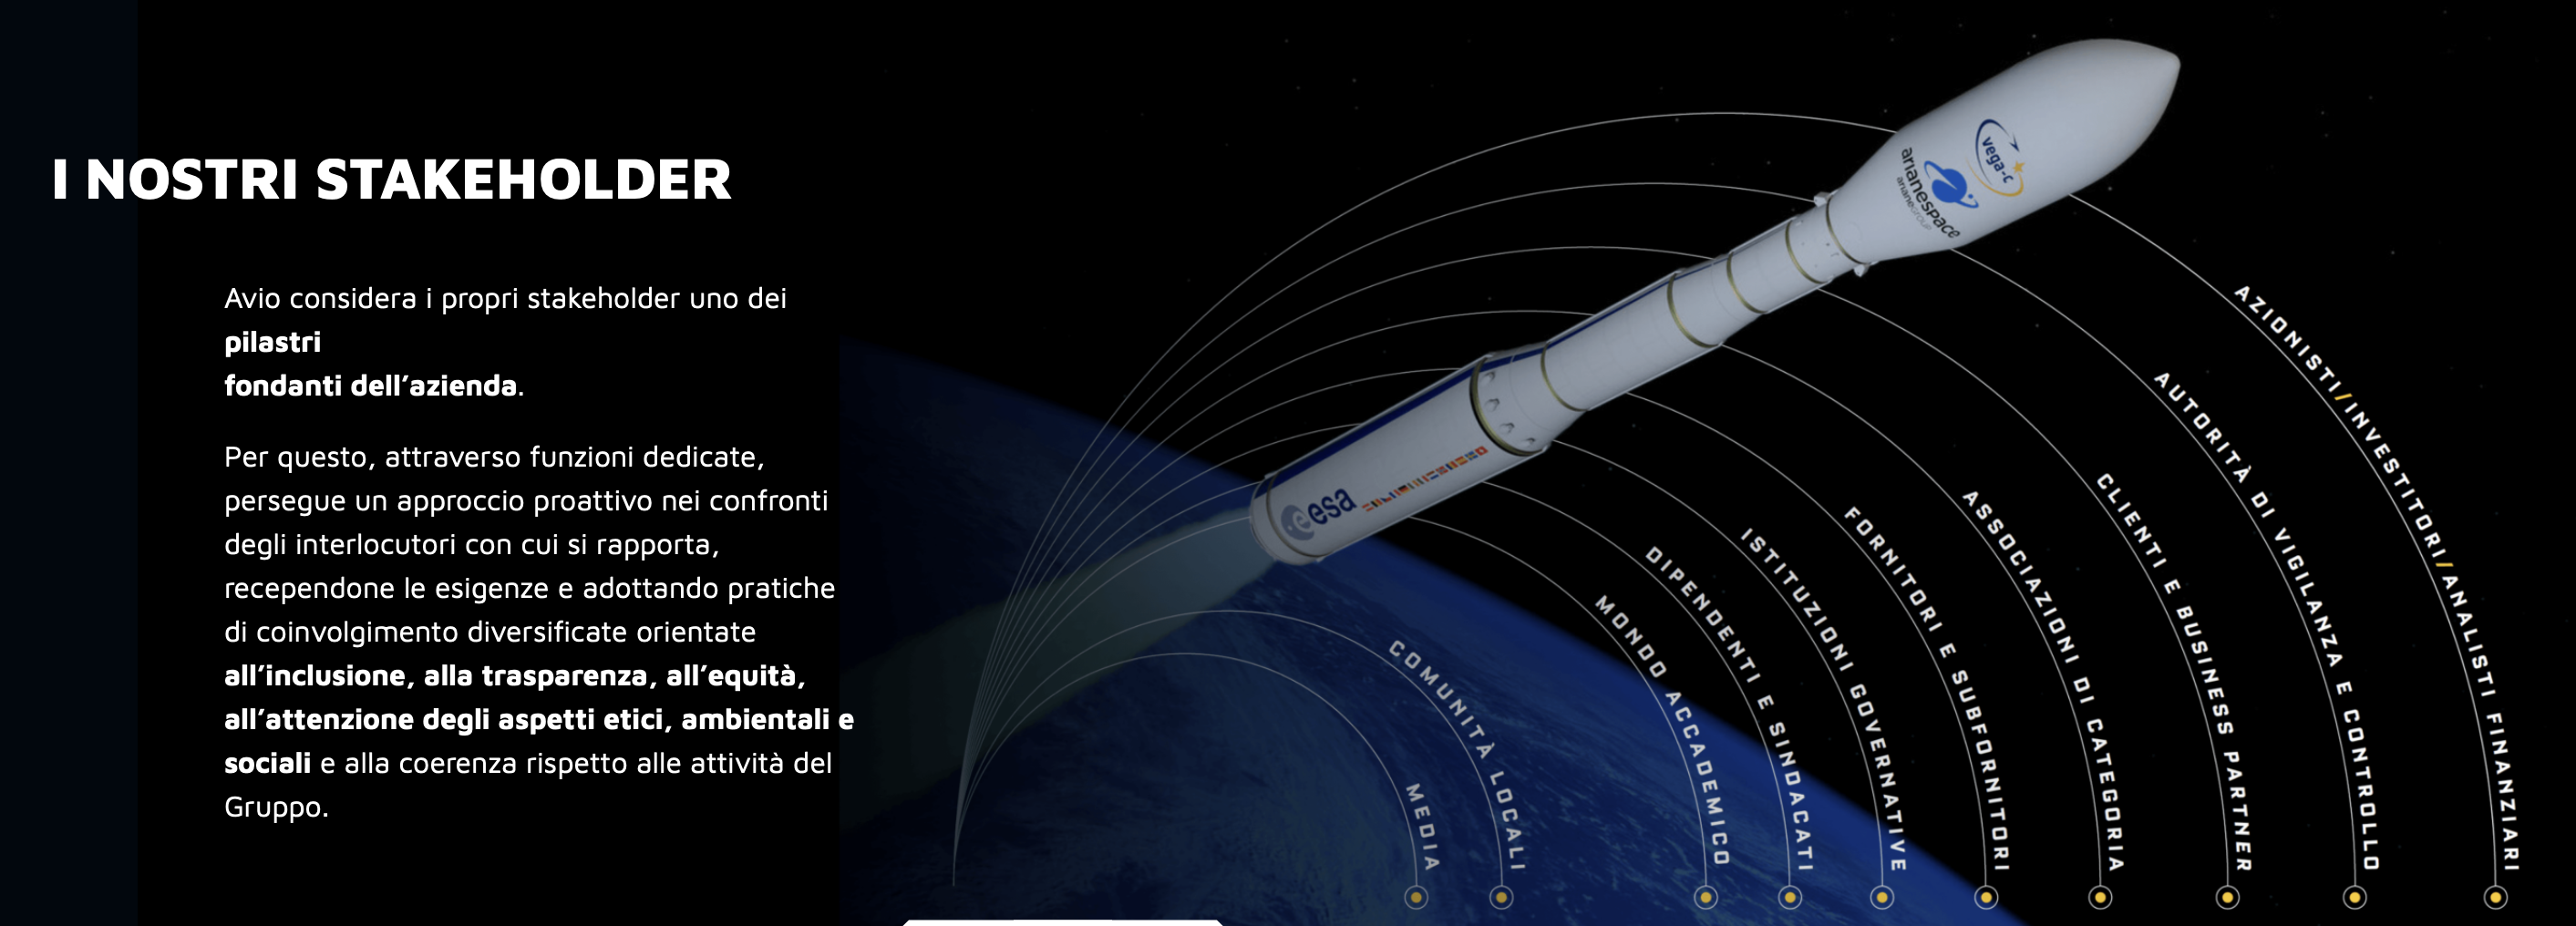 I NOSTRI STAKEHOLDER
Avio considera i propri stakeholder uno dei
pilastri
fondanti dell’azienda.
Per questo, attraverso funzioni dedicate,
persegue un approccio proattivo nei confronti
degli interlocutori con cui si rapporta,
recependone le esigenze e adottando pratiche
di coinvolgimento diversificate orientate
all’inclusione, alla trasparenza, all’equità,
all’attenzione degli aspetti etici, ambientali e
sociali e alla coerenza rispetto alle attività del
Gruppo.
vega-c
arianespace
arianeGROUP
esa
MEDIA
COMUNITÀ LOCALI
MONDO ACCADEMICO
DIPENDENTI E SINDACATI
ISTITUZIONI GOVERNATIVE
FORNITORI E SUBFORNITORI
ASSOCIAZIONI DI CATEGORIA
CLIENTI E BUSINESS PARTNER
AUTORITÀ DI VIGILANZA E CONTROLLO
AZIONISTI/INVESTITORI/ANALISTI FINANZIARI